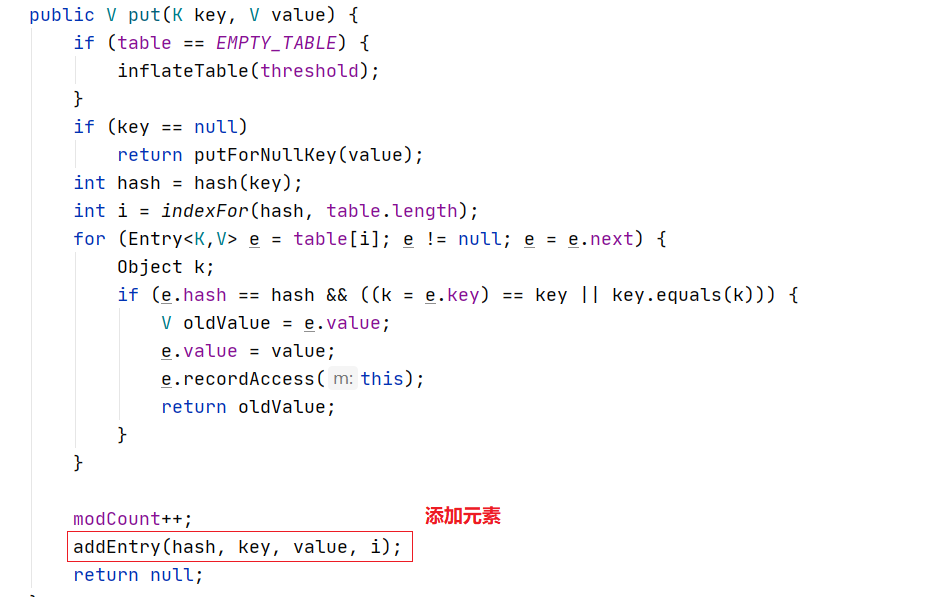 public V put(K key, V value) {
    if (table == EMPTY_TABLE) {
        inflateTable(threshold);
    }
    if (key == null)
        return putForNullKey(value);
    int hash = hash(key);
    int i = indexFor(hash, table.length);
    for (Entry<K,V> e = table[i]; e != null; e = e.next) {
        Object k;
        if (e.hash == hash && ((k = e.key) == key || key.equals(k))) {
            V oldValue = e.value;
            e.value = value;
            e.recordAccess( m: this);
            return oldValue;
        }
    }
    modCount++;
添加元素
    addEntry(hash, key, value, i);
    return null;